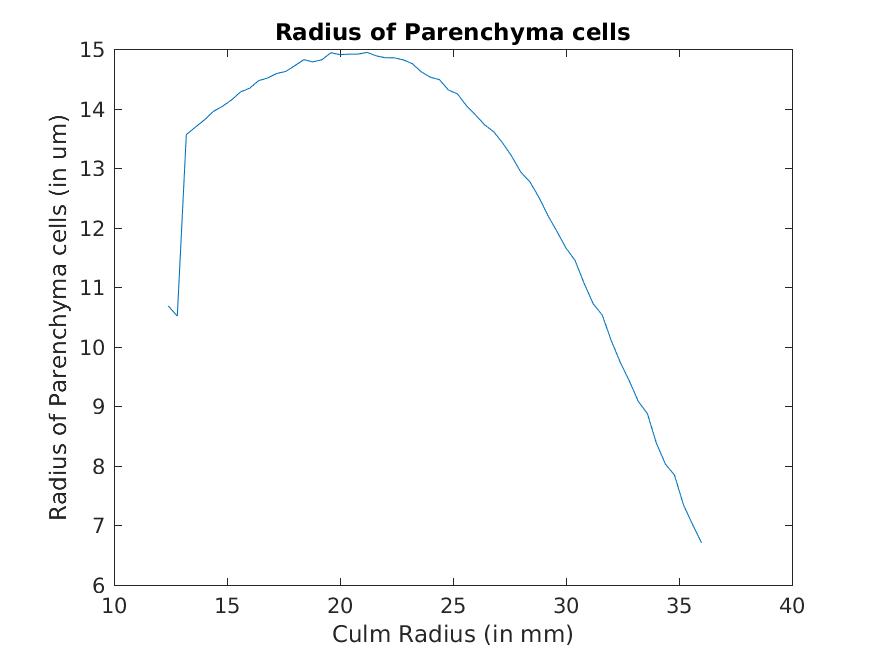 Radius of Parenchyma cells
Radius of Parenchyma cells (in um)
15
14
13
12
11
10
9
8
7
6
10 15 20 25 30 35 40
Culm Radius (in mm)